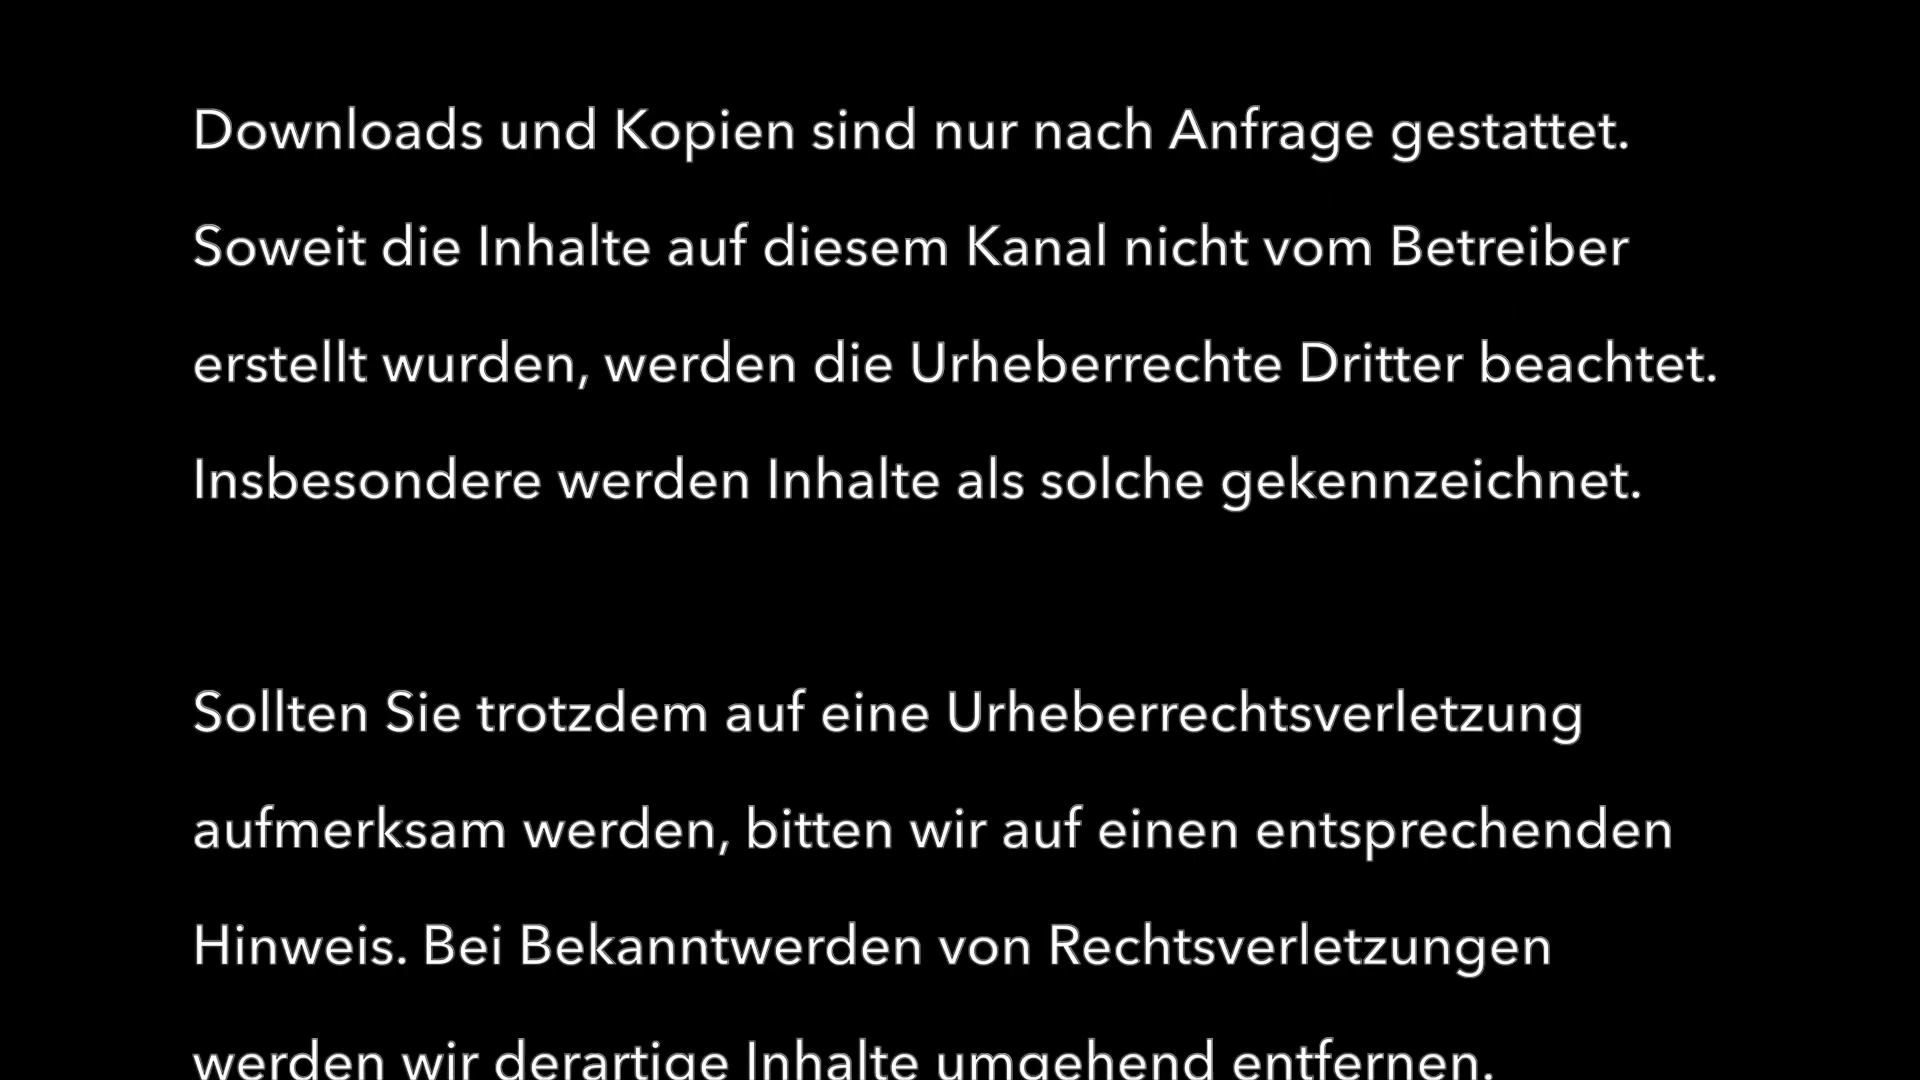 Downloads und Kopien sind nur nach Anfrage gestattet.
Soweit die Inhalte auf diesem Kanal nicht vom Betreiber
erstellt wurden, werden die Urheberrechte Dritter beachtet.
Insbesondere werden Inhalte als solche gekennzeichnet.
Sollten Sie trotzdem auf eine Urheberrechtsverletzung
aufmerksam werden, bitten wir auf einen entsprechenden
Hinweis. Bei Bekanntwerden von Rechtsverletzungen
werden wir derartige Inhalte umgehend entfernen.